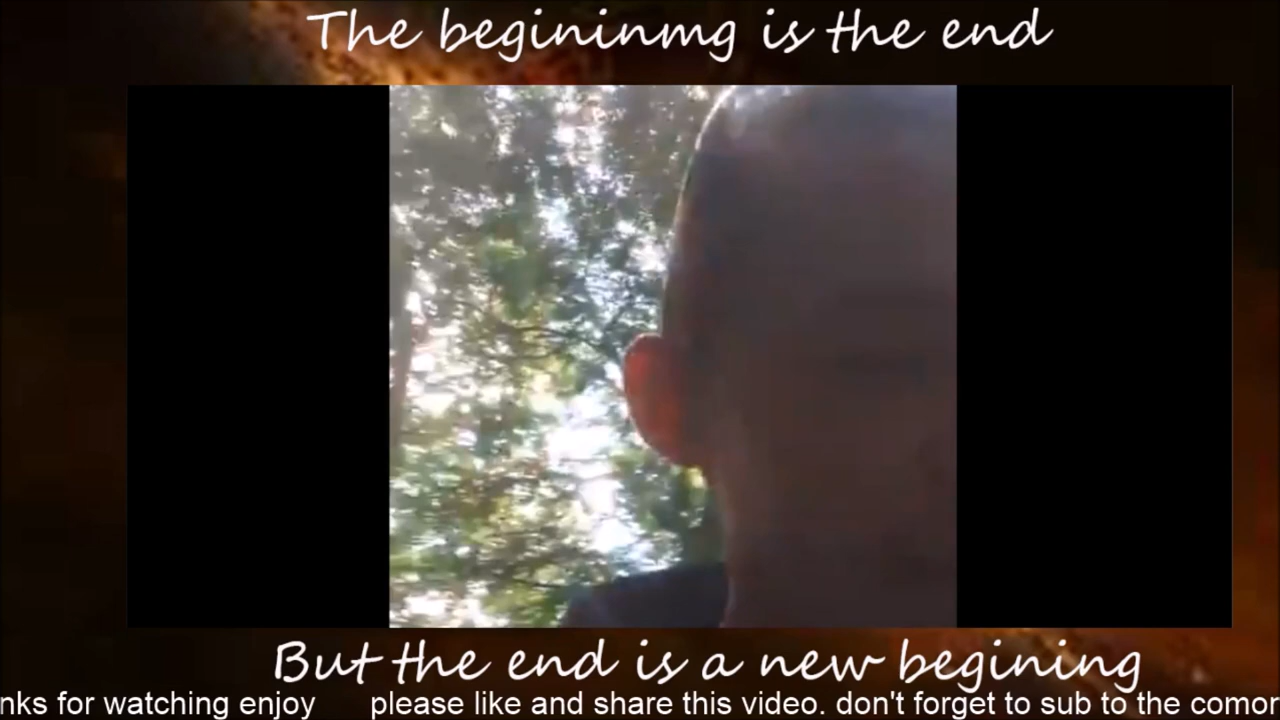 The begininmg is the end
But the end is a new begining
nks for watching enjoy please like and share this video. don't forget to sub to the comor